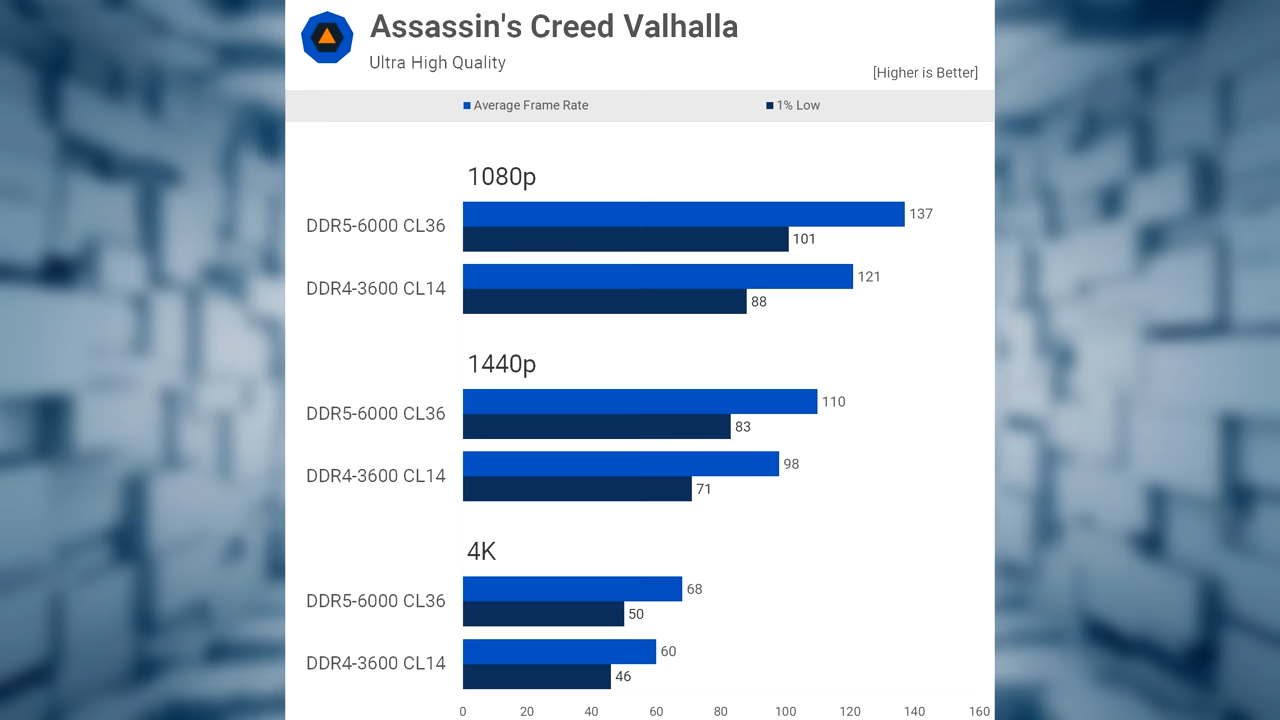 Assassin's Creed Valhalla
Ultra High Quality
[Higher is Better]
Average Frame Rate 1% Low
1080p
DDR5-6000 CL36 137
101
DDR4-3600 CL14 121
88
1440p
DDR5-6000 CL36 110
83
DDR4-3600 CL14 98
71
4K
DDR5-6000 CL36 68
50
DDR4-3600 CL14 60
46
0 20 40 60 80 100 120 140 160